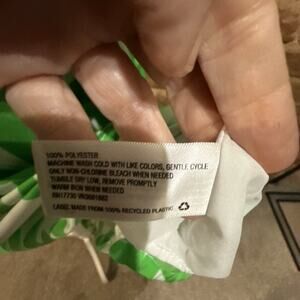 100% POLYESTER
MACHINE WASH COLD WITH LIKE COLORS, GENTLE CYCLE
ONLY NON-CHLORINE BLEACH WHEN NEEDED
TUMBLE DRY LOW, REMOVE PROMPTLY
WARM IRON WHEN NEEDED
LABEL MADE FROM 100% RECYCLED PLASTIC